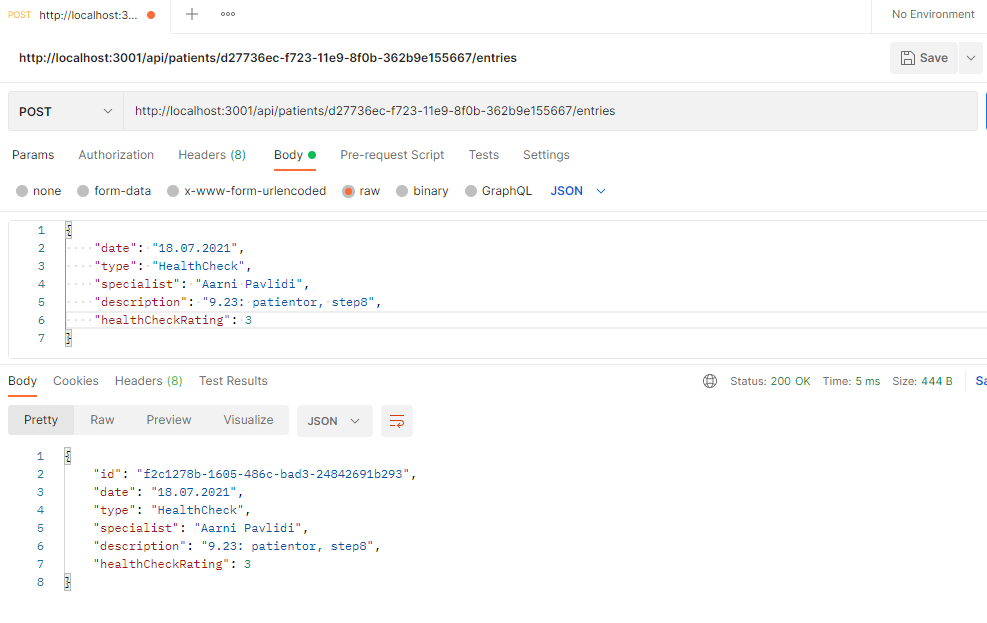 POST http://localhost:3... + ooo No Environment
http://localhost:3001/api/patients/d27736ec-f723-11e9-8f0b-362b9e155667/entries Save
POST http://localhost:3001/api/patients/d27736ec-f723-11e9-8f0b-362b9e155667/entries
Params Authorization Headers (8) Body Pre-request Script Tests Settings
none form-data x-www-form-urlencoded raw binary GraphQL JSON
1 {
2 "date": "18.07.2021",
3 "type": "HealthCheck",
4 "specialist": "Aarni Pavlidi",
5 "description": "9.23: patientor, step8",
6 "healthCheckRating": 3
7 }
Body Cookies Headers (8) Test Results Status: 200 OK Time: 5 ms Size: 444 B Sa
Pretty Raw Preview Visualize JSON
1 {
2 "id": "f2c1278b-1605-486c-bad3-24842691b293",
3 "date": "18.07.2021",
4 "type": "HealthCheck",
5 "specialist": "Aarni Pavlidi",
6 "description": "9.23: patientor, step8",
7 "healthCheckRating": 3
8 }